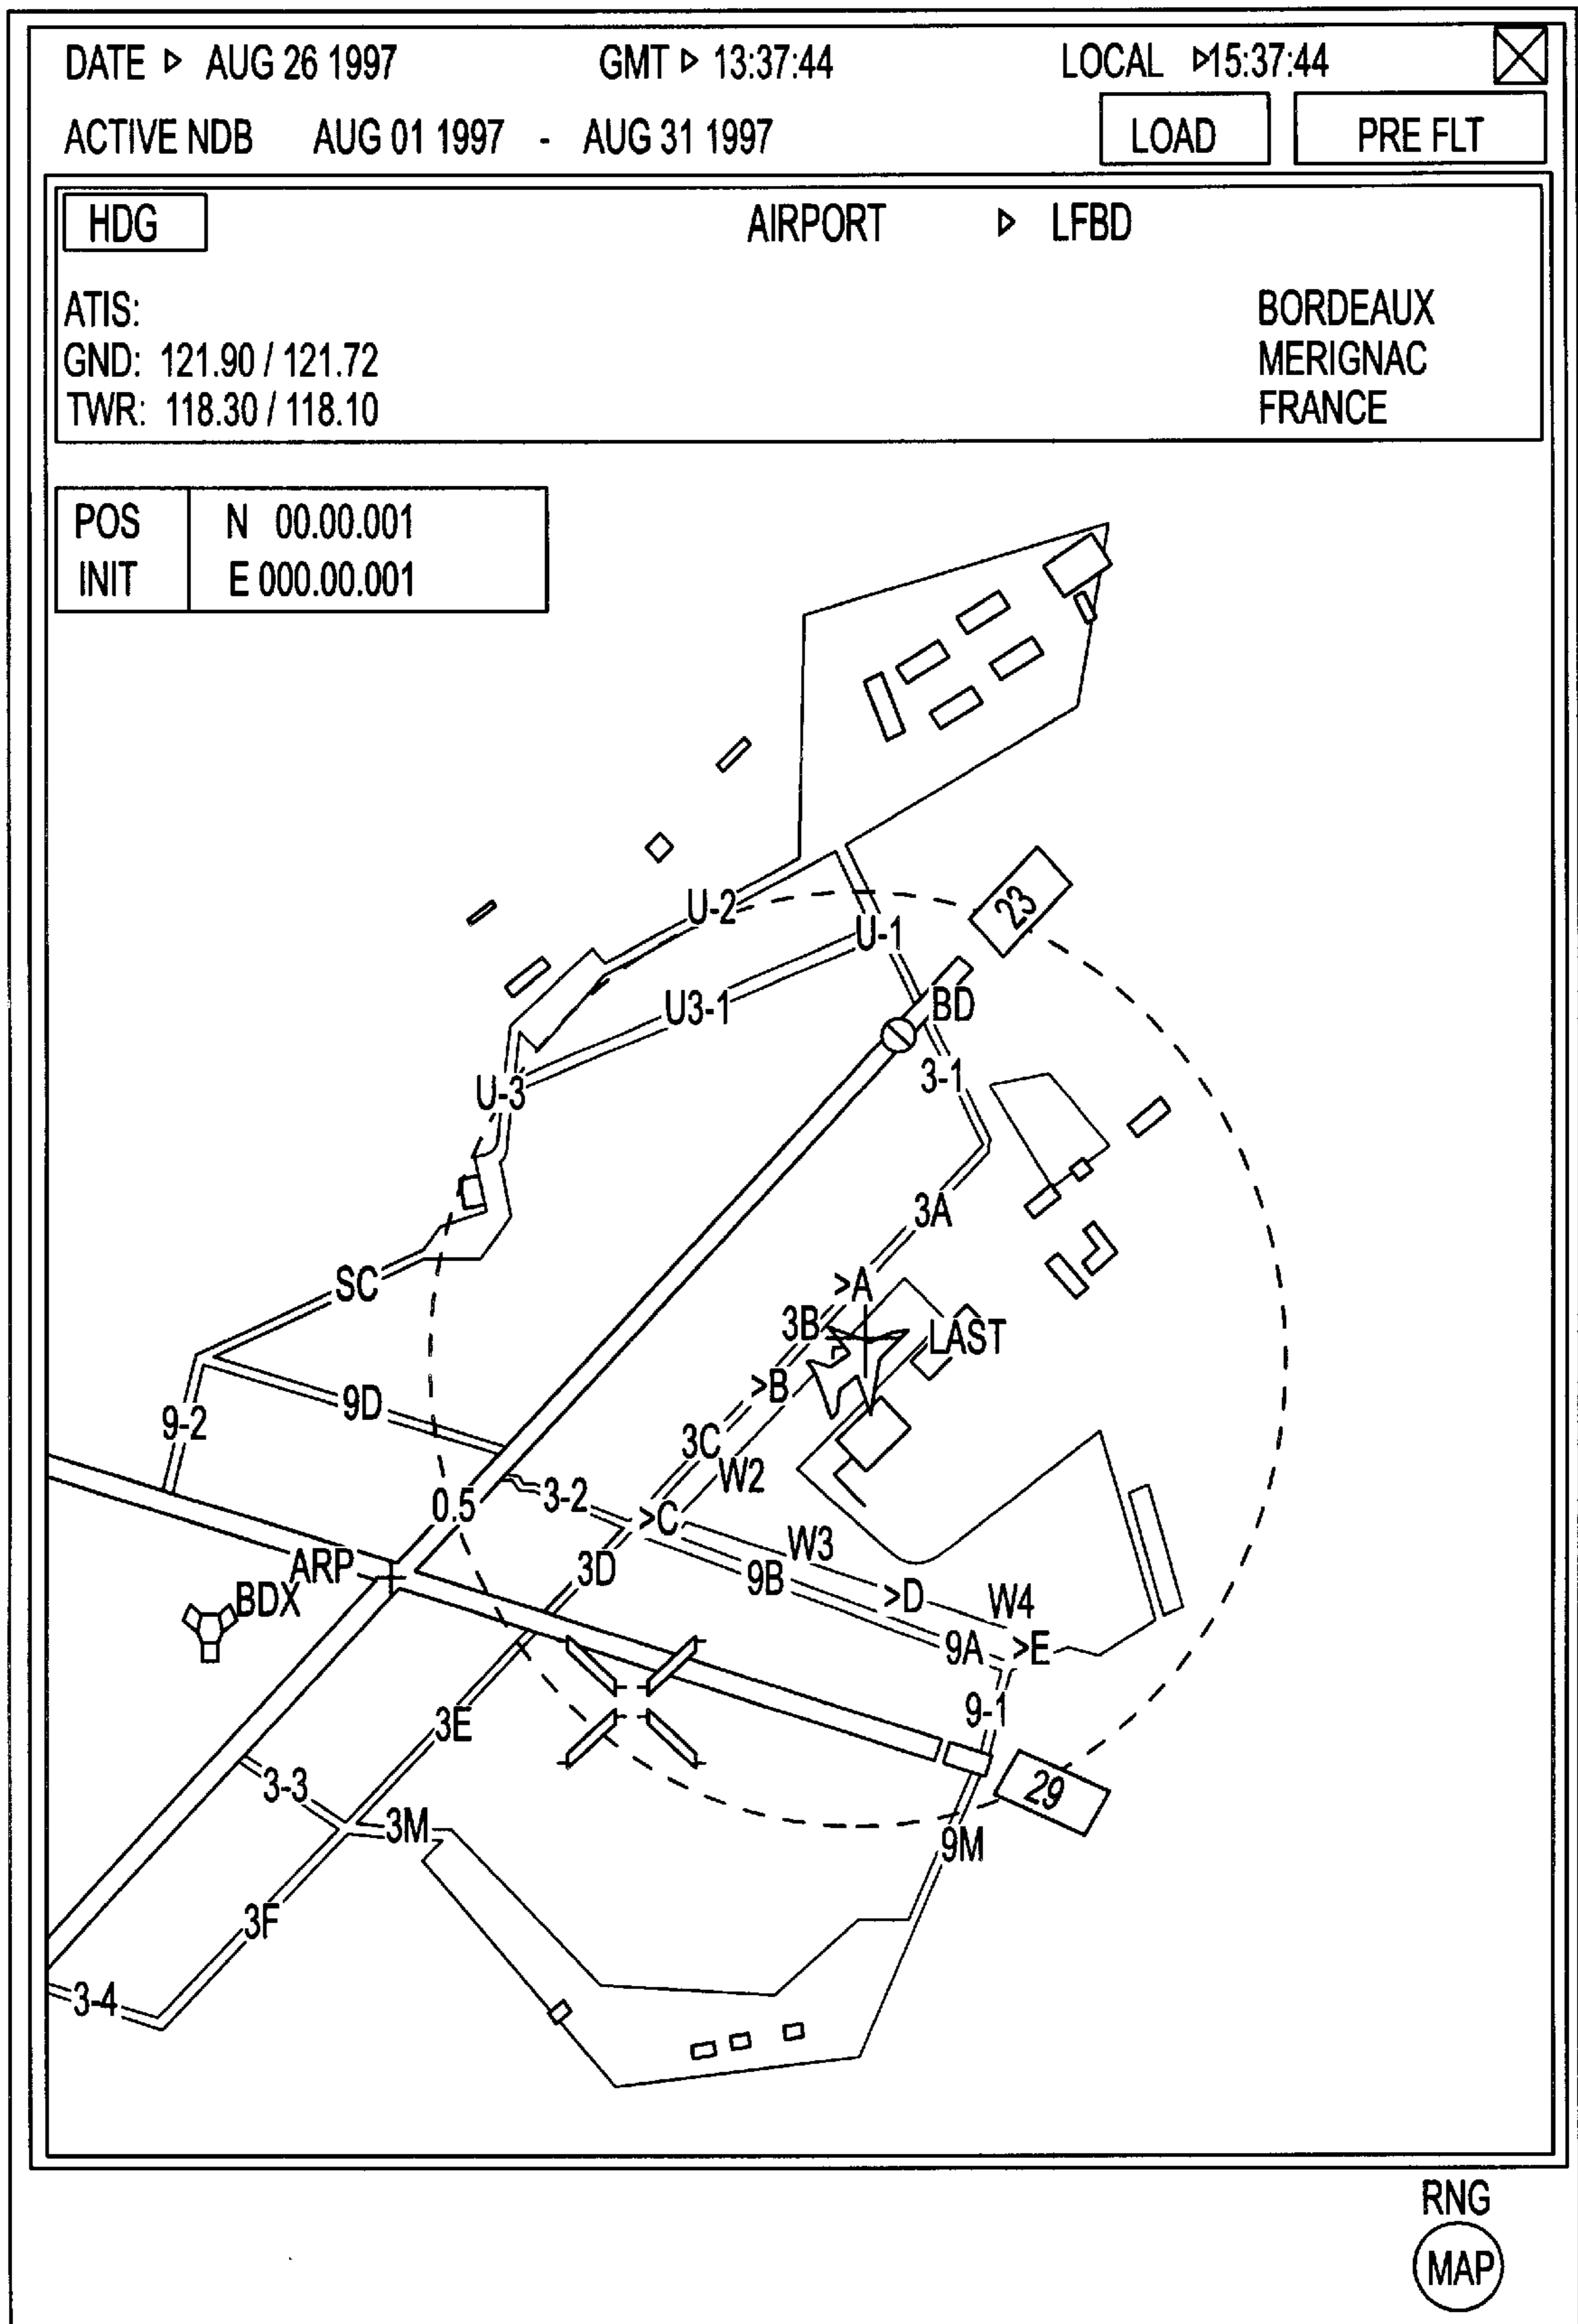 DATE ▷ AUG 26 1997 GMT ▷ 13:37:44 LOCAL ▷15:37:44
ACTIVE NDB AUG 01 1997 - AUG 31 1997 LOAD PRE FLT
HDG AIRPORT ▷ LFBD
ATIS: BORDEAUX
GND: 121.90 / 121.72 MERIGNAC
TWR: 118.30 / 118.10 FRANCE
POS N 00.00.001
INIT E 000.00.001
U-2
23
U-1
U3-1
BD
3-1
U-3
3A
SC
>A
3B
LAST
>B
9D
9-2
3C
W2
3-2
0.5
>C
W3
ARP
3D
9B
BDX
>D
W4
9A
>E
9-1
3E
3-3
29
3M
9M
3F
3-4
RNG
MAP